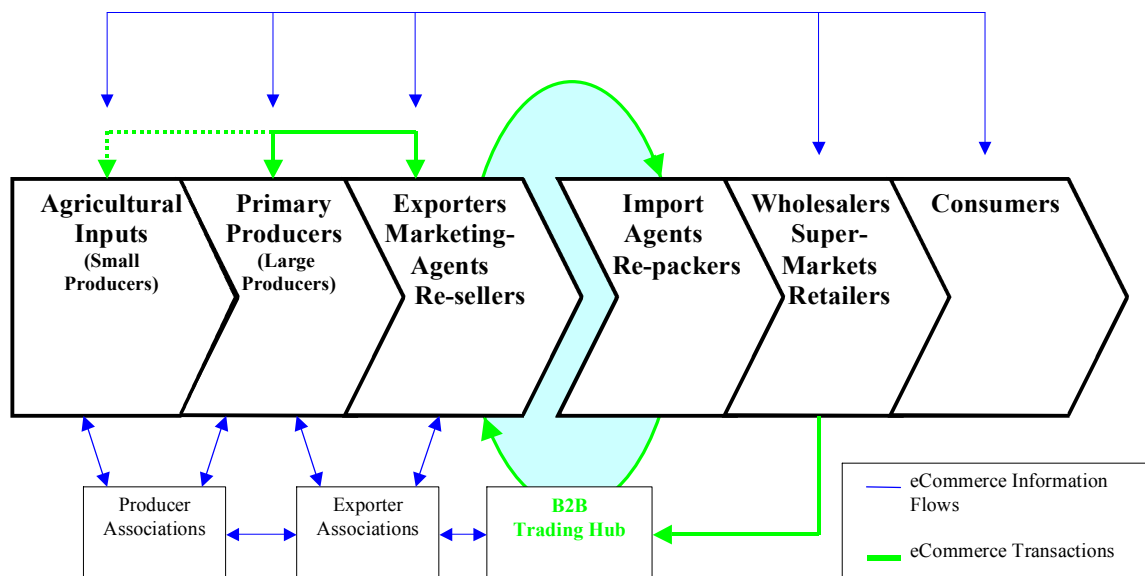 Agricultural
Inputs
(Small
Producers)
Primary
Producers
(Large
Producers)
Exporters
Marketing-
Agents
Re-sellers
Import
Agents
Re-packers
Wholesalers
Super-
Markets
Retailers
Consumers
Producer
Associations
Exporter
Associations
B2B
Trading Hub
eCommerce Information
Flows
eCommerce Transactions